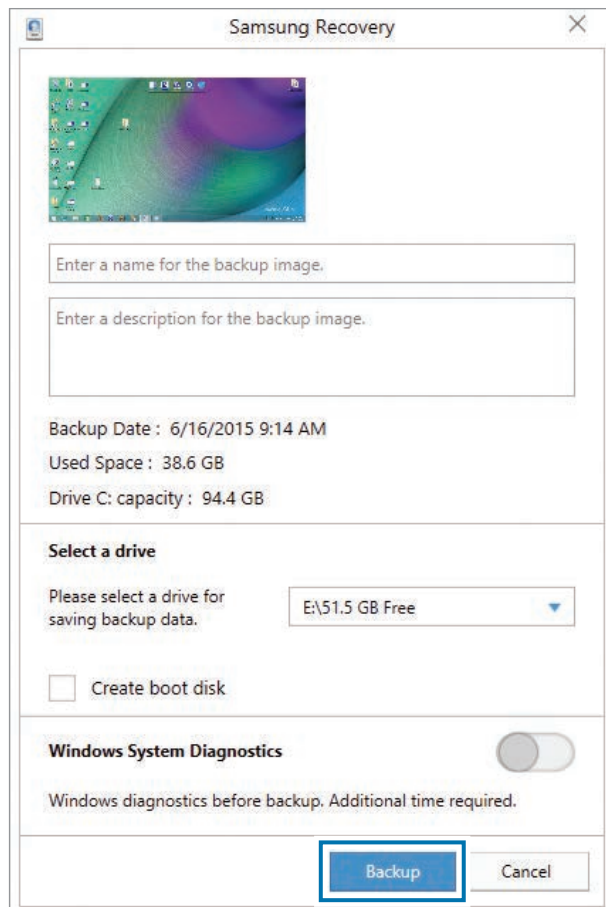 Samsung Recovery
Enter a name for the backup image.
Enter a description for the backup image.
Backup Date : 6/16/2015 9:14 AM
Used Space : 38.6 GB
Drive C: capacity : 94.4 GB
Select a drive
Please select a drive for
saving backup data.
E:\51.5 GB Free
Create boot disk
Windows System Diagnostics
Windows diagnostics before backup. Additional time required.
Backup
Cancel